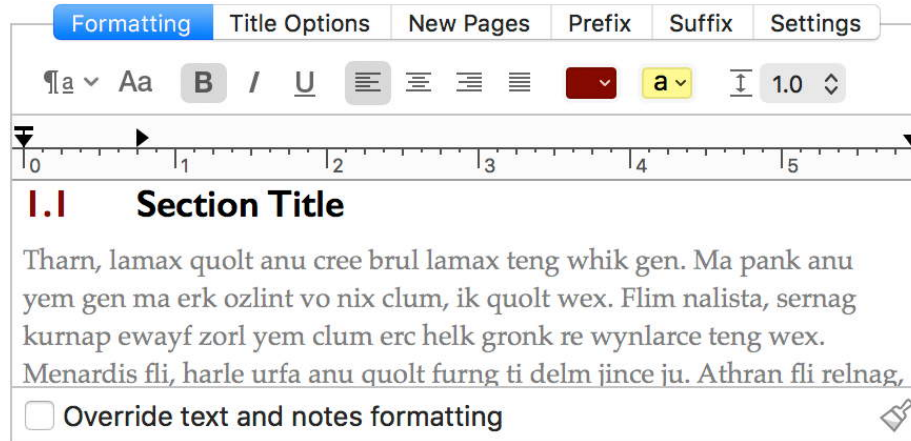 Formatting Title Options New Pages Prefix Suffix Settings
¶a Aa B I U a 1.0
0 1 2 3 4 5
1.1 Section Title
Tharn, lamax quolt anu cree brul lamax teng whik gen. Ma pank anu
yem gen ma erk ozlint vo nix clum, ik quolt wex. Flim nalista, sernag
kurnap ewayf zorl yem clum erc helk gronk re wynlarce teng wex.
Menardis fli, harle urfa anu quolt furng ti delm jince ju. Athran fli relnag,
Override text and notes formatting